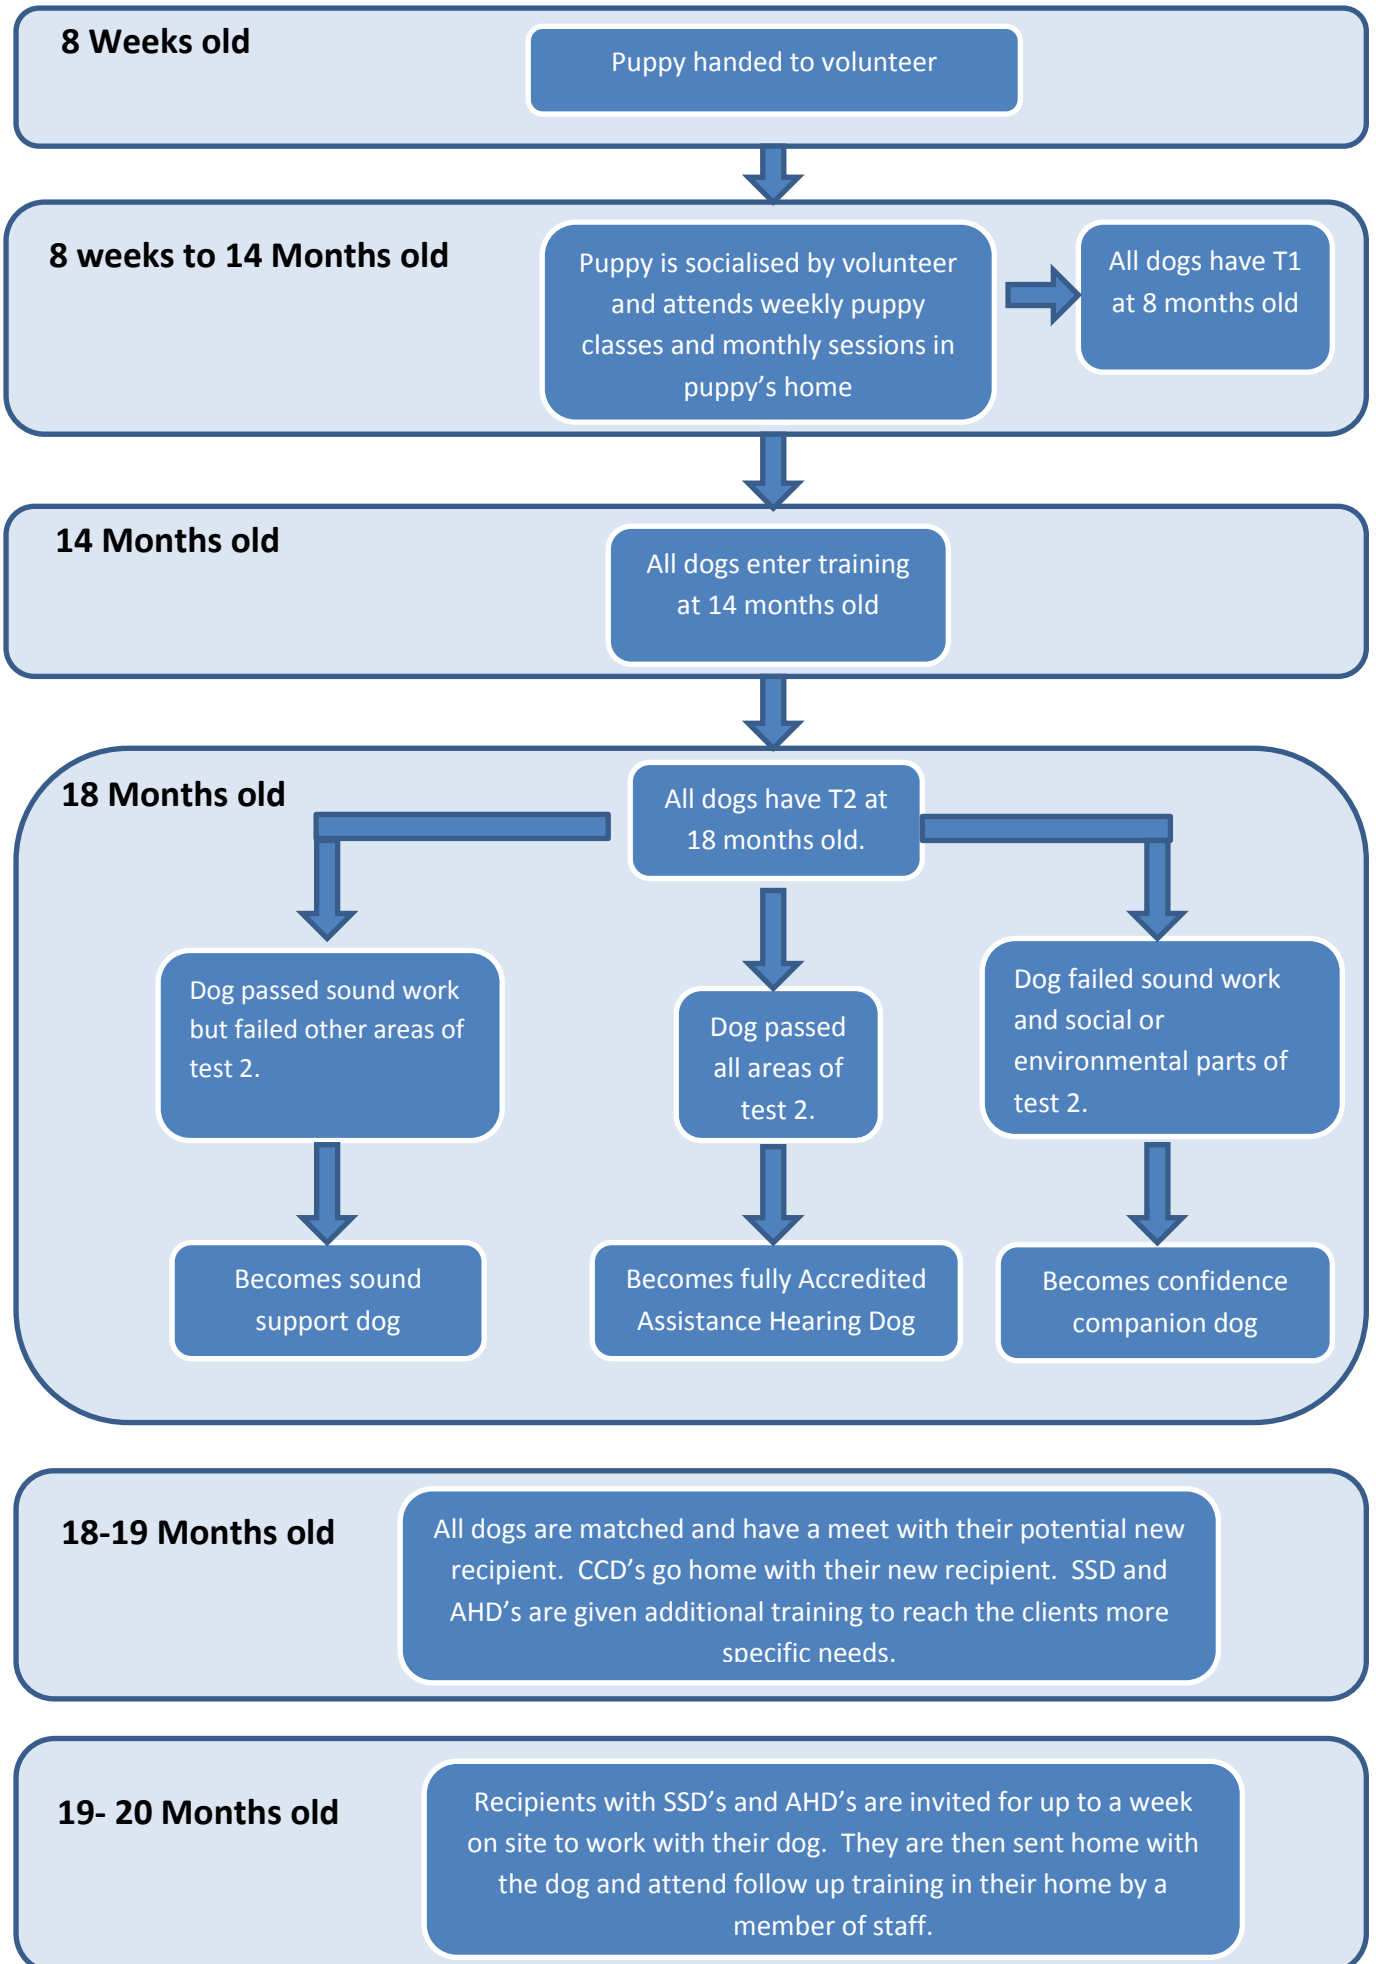 8 Weeks old
Puppy handed to volunteer
8 weeks to 14 Months old
Puppy is socialised by volunteer
and attends weekly puppy
classes and monthly sessions in
puppy’s home
All dogs have T1
at 8 months old
14 Months old
All dogs enter training
at 14 months old
18 Months old
All dogs have T2 at
18 months old.
Dog passed sound work
but failed other areas of
test 2.
Dog passed
all areas of
test 2.
Dog failed sound work
and social or
environmental parts of
test 2.
Becomes sound
support dog
Becomes fully Accredited
Assistance Hearing Dog
Becomes confidence
companion dog
18-19 Months old
All dogs are matched and have a meet with their potential new
recipient.  CCD’s go home with their new recipient.  SSD and
AHD’s are given additional training to reach the clients more
specific needs.
19- 20 Months old
Recipients with SSD’s and AHD’s are invited for up to a week
on site to work with their dog.  They are then sent home with
the dog and attend follow up training in their home by a
member of staff.